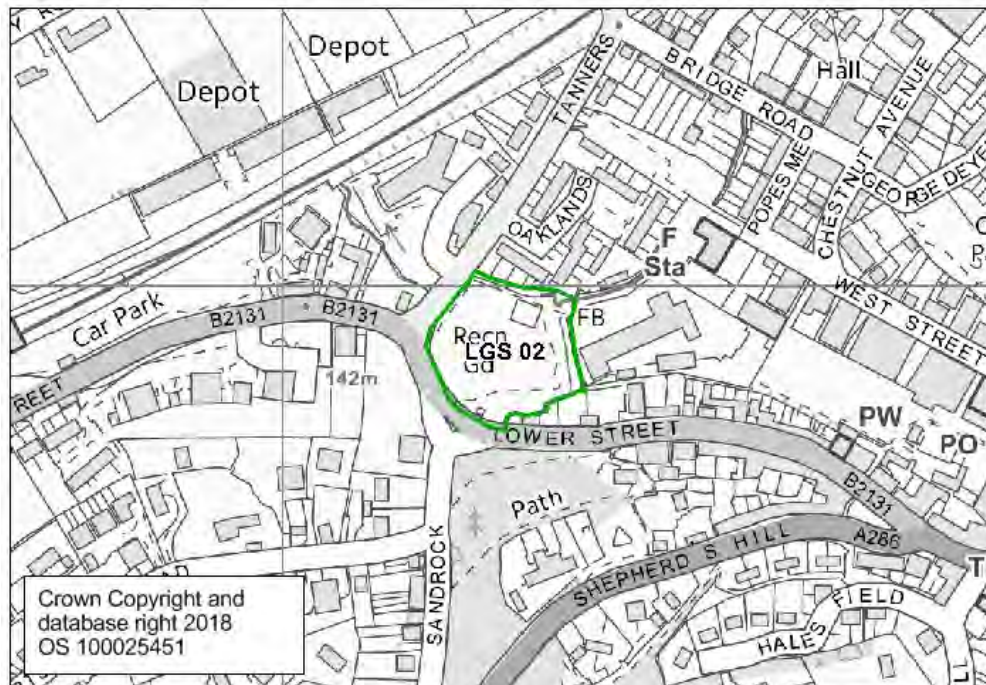 Depot
Depot
TANNERS
BRIDGE ROAD
Hall
CHESTNUT AVENUE
POPES ME
GEORGE DEYE
OAKLANDS
F
Sta
WEST STREET
Car Park
B2131
B2131
FB
Recn
LGS 02
Gd
REET
142m
LOWER STREET
PW
PO
Path
B2131
A286
SHEPHERD S HILL
SANDROCK
FIELD
HALES
Crown Copyright and
database right 2018
OS 100025451